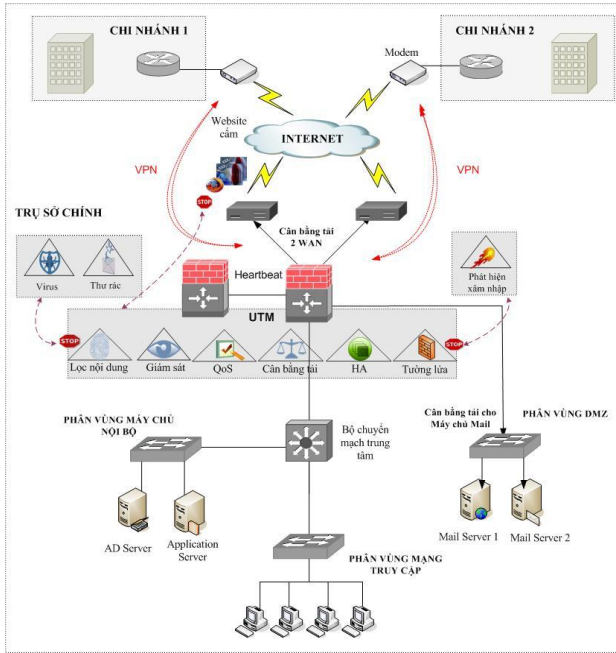 CHI NHÁNH 1
CHI NHÁNH 2
Modem
Website
cấm
INTERNET
VPN
VPN
STOP
TRỤ SỞ CHÍNH
Cân bằng tải
2 WAN
Virus
Thư rác
Heartbeat
Phát hiện
xâm nhập
UTM
STOP
STOP
Lọc nội dung
Giám sát
QoS
Cân bằng tải
HA
Tường lửa
PHÂN VÙNG MÁY CHỦ
NỘI BỘ
Bộ chuyển
mạch trung
tâm
Cân bằng tải cho
Máy chủ Mail
PHÂN VÙNG DMZ
AD Server
Application
Server
Mail Server 1
Mail Server 2
PHÂN VÙNG MẠNG
TRUY CẬP